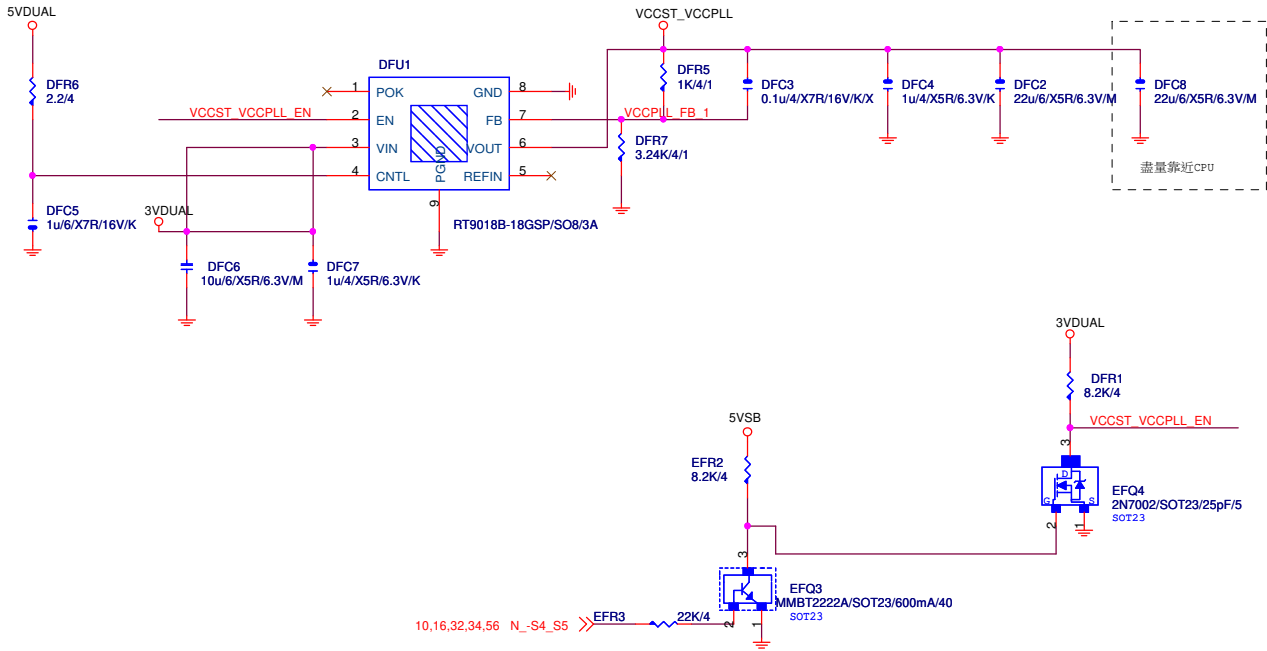 5VDUAL
DFR6
2.2/4
VCCST_VCCPLL_EN
DFC5
1u/6/X7R/16V/K
3VDUAL
DFC6
10u/6/X5R/6.3V/M
DFC7
1u/4/X5R/6.3V/K
DFU1
1 POK GND 8
2 EN FB 7
3 VIN VOUT 6
4 CNTL REFIN 5
PGND
9
RT9018B-18GSP/SO8/3A
VCCST_VCCPLL
DFR5
1K/4/1
VCCPLL_FB_1
DFR7
3.24K/4/1
DFC3
0.1u/4/X7R/16V/K/X
DFC4
1u/4/X5R/6.3V/K
DFC2
22u/6/X5R/6.3V/M
DFC8
22u/6/X5R/6.3V/M
盡量靠近CPU
3VDUAL
DFR1
8.2K/4
VCCST_VCCPLL_EN
3
D
G S
2 1
EFQ4
2N7002/SOT23/25pF/5
SOT23
5VSB
EFR2
8.2K/4
3
EFQ3
MMBT2222A/SOT23/600mA/40
SOT23
2 1
10,16,32,34,56 N_-S4_S5
EFR3 22K/4